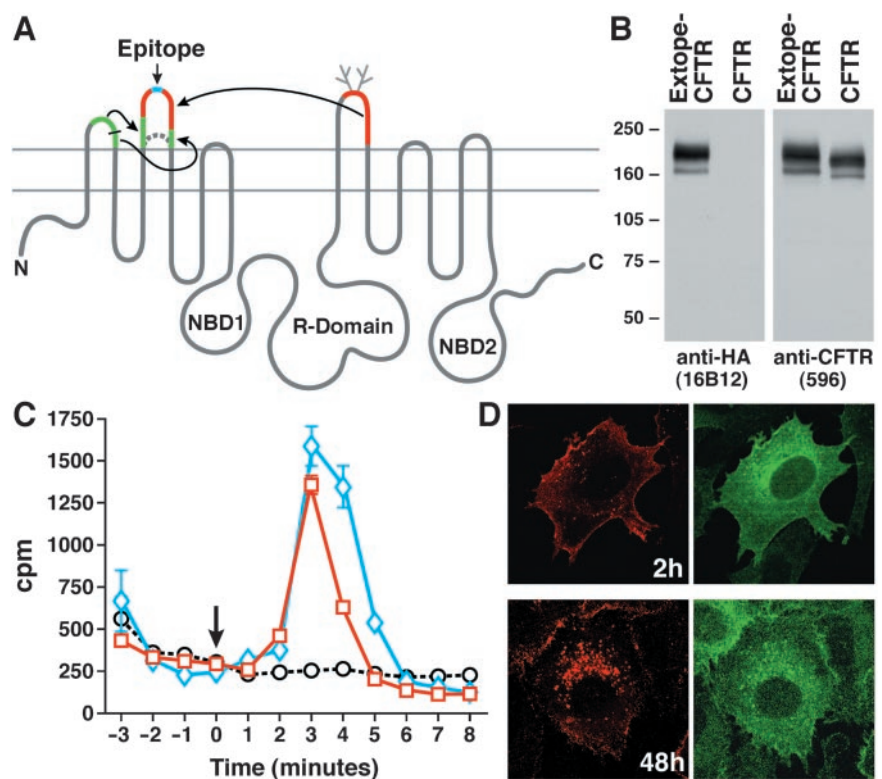 A
Epitope
N
NBD1
R-Domain
NBD2
C
B
Extope-
CFTR
CFTR
Extope-
CFTR
CFTR
250 –
160 –
105 –
75 –
50 –
anti-HA
(16B12)
anti-CFTR
(596)
C
cpm
1750
1500
1250
1000
750
500
250
0
–3 –2 –1 0 1 2 3 4 5 6 7 8
Time (minutes)
D
2h
48h